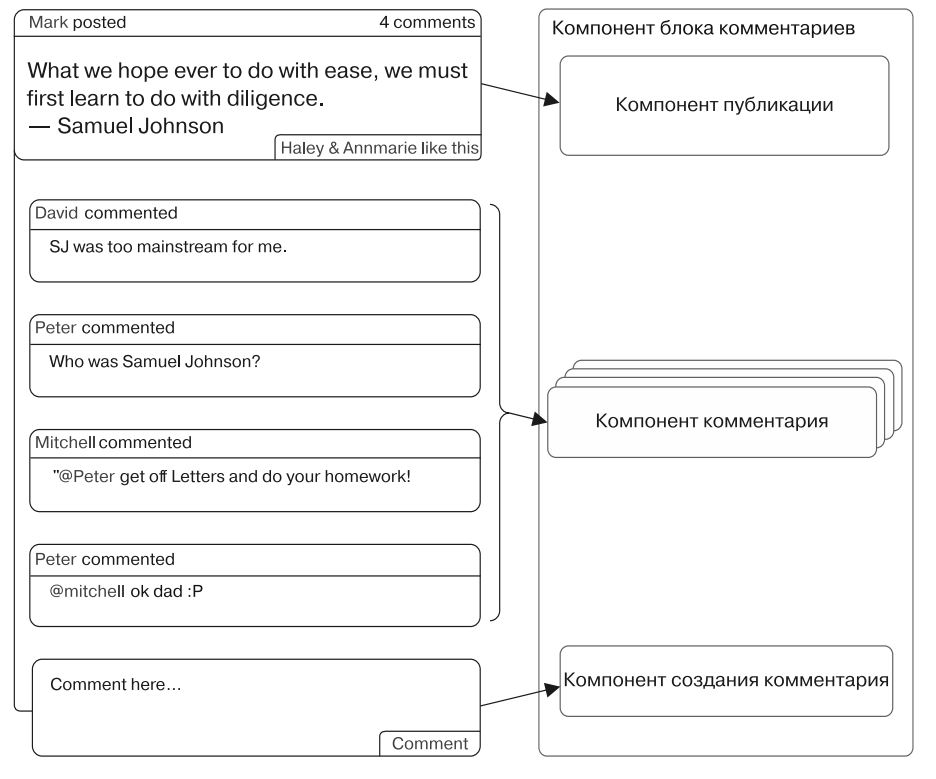 Mark posted 4 comments
What we hope ever to do with ease, we must
first learn to do with diligence.
— Samuel Johnson
Haley & Annmarie like this
David commented
SJ was too mainstream for me.
Peter commented
Who was Samuel Johnson?
Mitchell commented
"@Peter get off Letters and do your homework!
Peter commented
@mitchell ok dad :P
Comment here...
Comment
Компонент блока комментариев
Компонент публикации
Компонент комментария
Компонент создания комментария